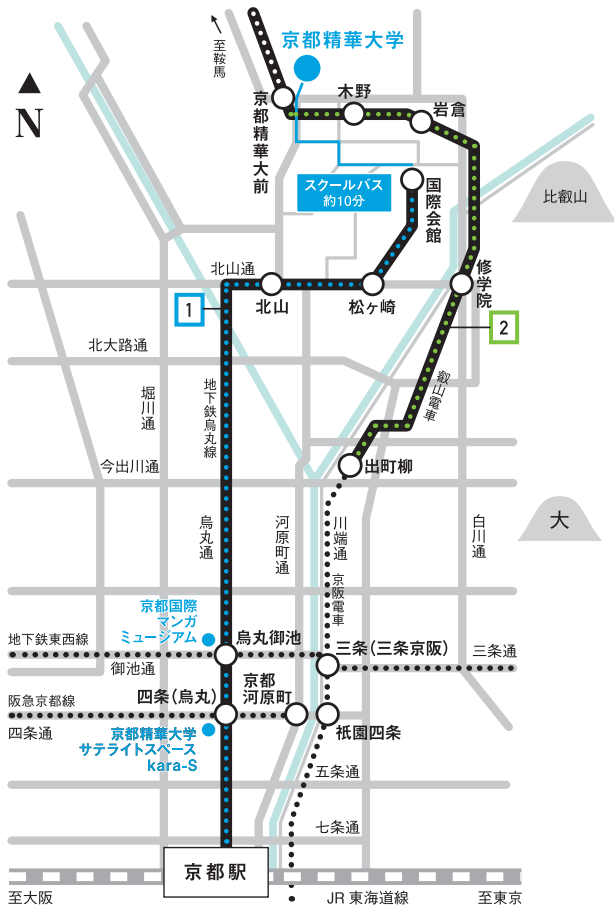 至鞍馬
京都精華大学
N
木野
岩倉
京都精華大前
スクールバス
約10分
国際会館
比叡山
北山通
北山
松ヶ崎
修学院
1
2
北大路通
叡山電車
堀川通
地下鉄烏丸線
今出川通
出町柳
大
烏丸通
河原町通
川端通
白川通
京阪電車
京都国際
マンガ
ミュージアム
地下鉄東西線
烏丸御池
三条(三条京阪)
三条通
御池通
京都
河原町
阪急京都線
四条(烏丸)
四条通
祇園四条
京都精華大学
サテライトスペース
kara-S
五条通
七条通
京都駅
至大阪
JR東海道線
至東京